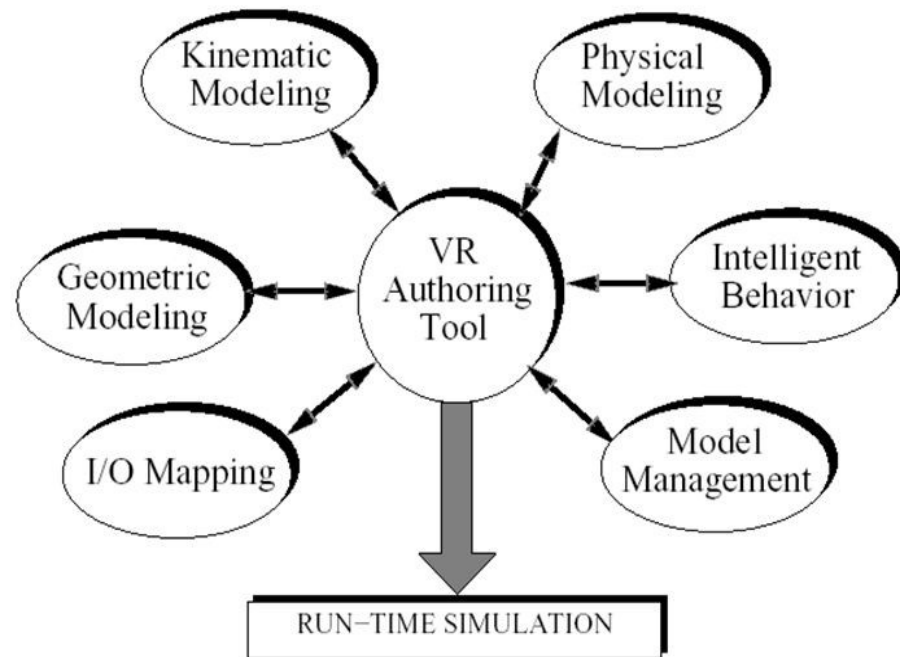 Kinematic
Modeling
Physical
Modeling
VR
Authoring
Tool
Geometric
Modeling
Intelligent
Behavior
I/O Mapping
Model
Management
RUN−TIME SIMULATION